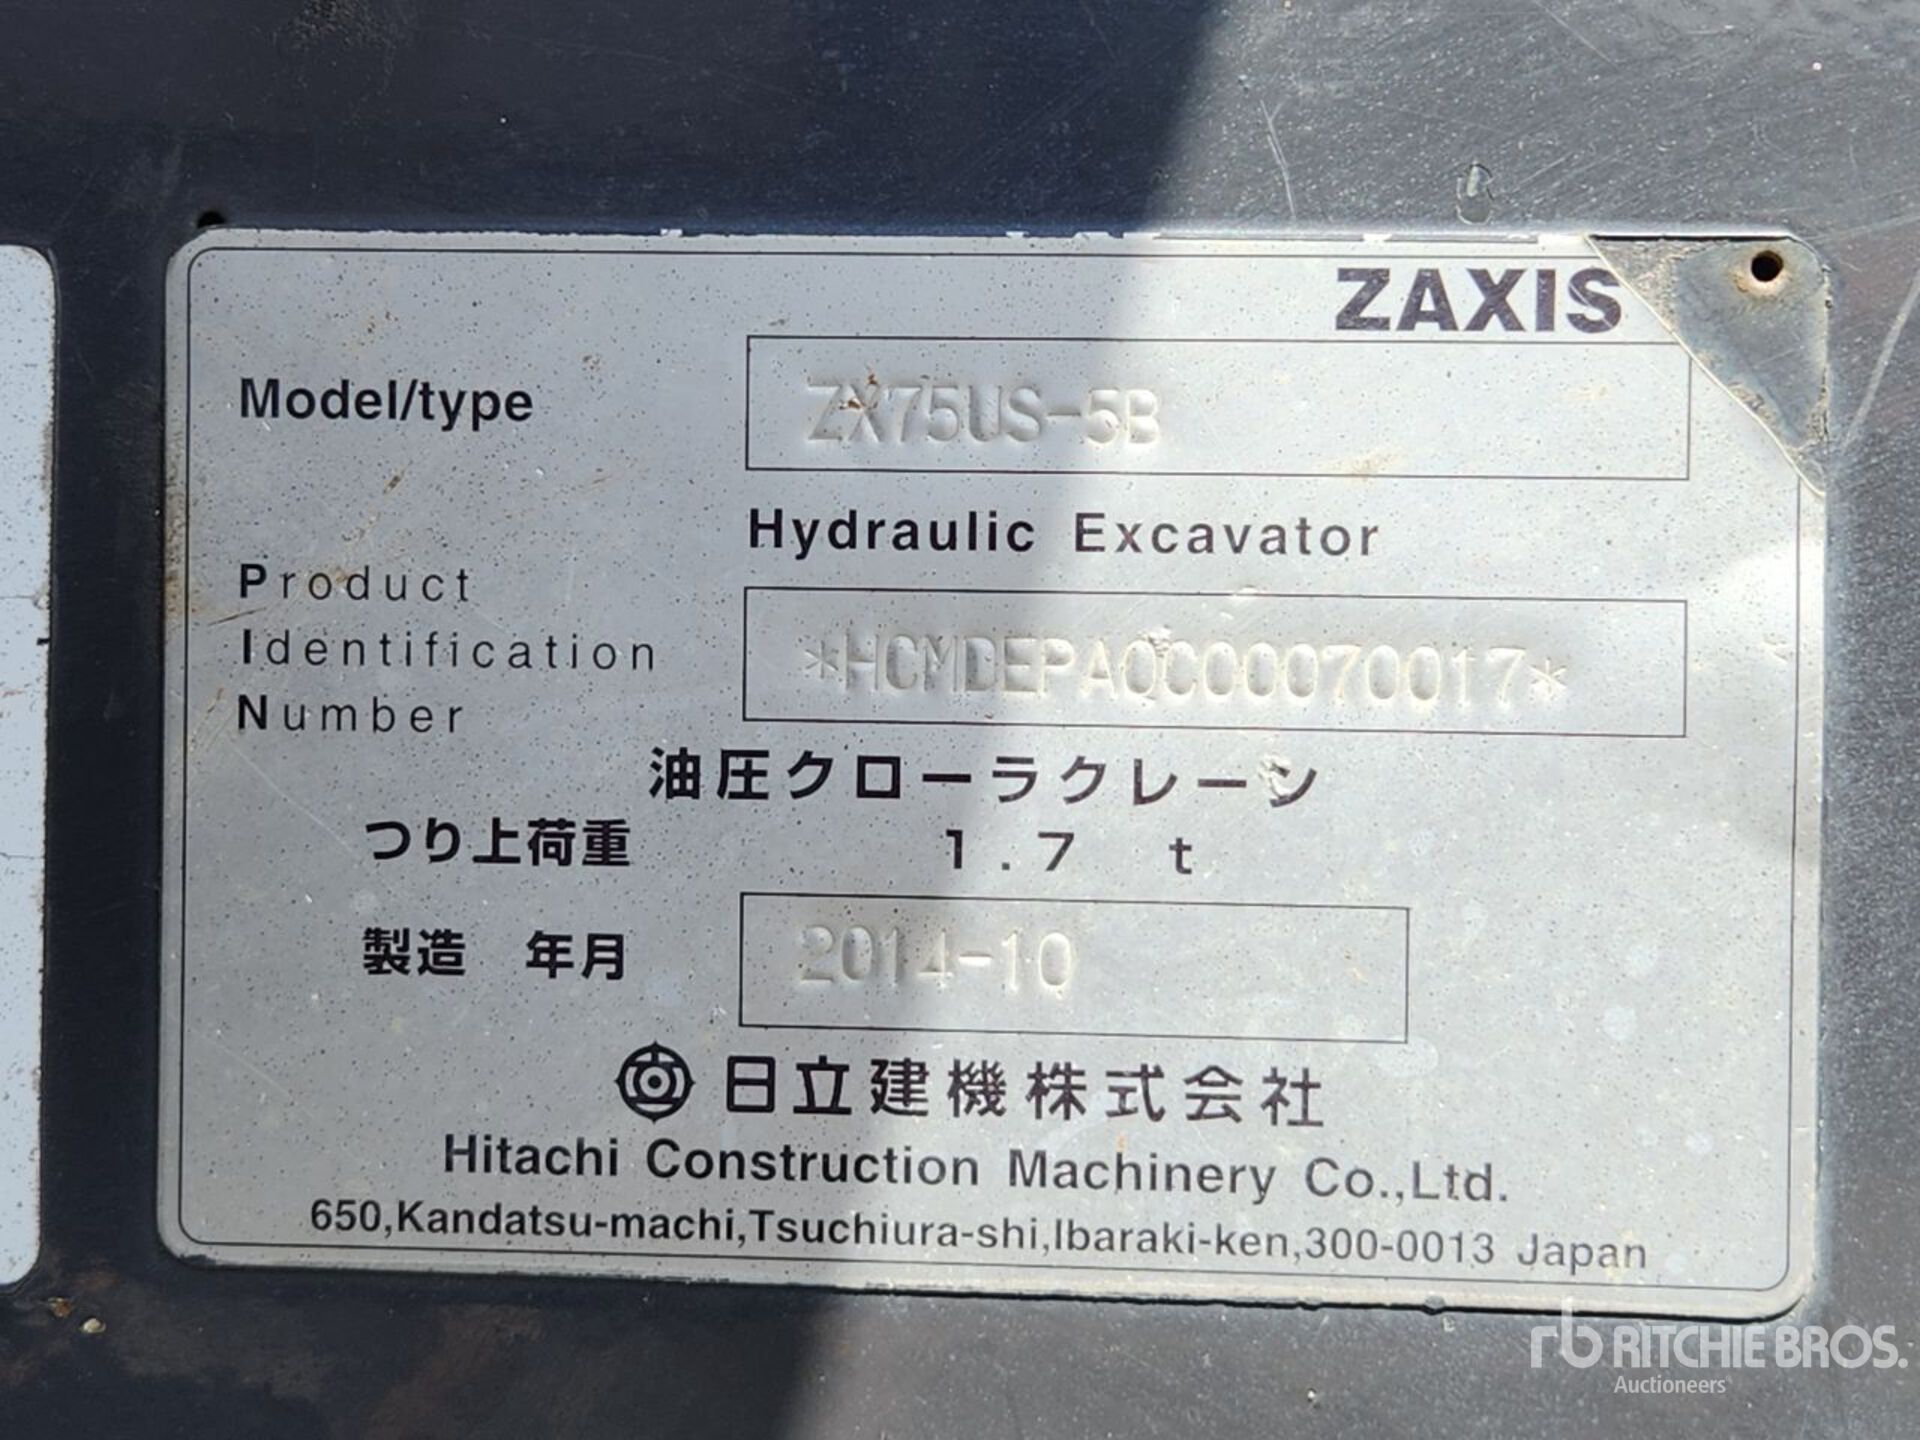 ZAXIS
Model/type ZX75US-5B
Hydraulic Excavator
Product
Identification *HCMDEPAQC00070017*
Number
油圧クローラクレーン
つり上荷重 1.7 t
製造 年月 2014-10
日立建機株式会社
Hitachi Construction Machinery Co.,Ltd.
650,Kandatsu-machi,Tsuchiura-shi,Ibaraki-ken,300-0013 Japan
rb RITCHIE BROS.
Auctioneers